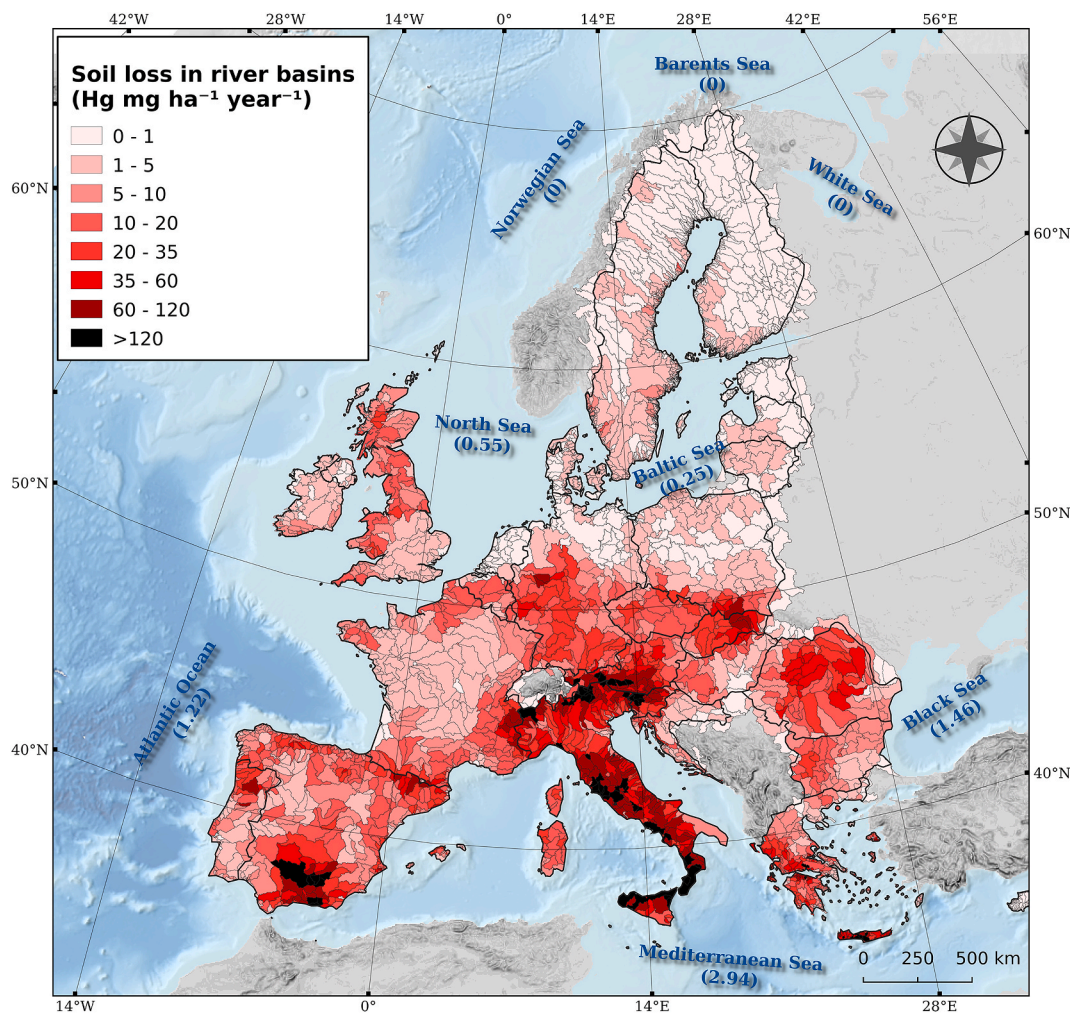 42°W
28°W
14°W
0°
14°E
28°E
42°E
56°E
Soil loss in river basins
(Hg mg ha⁻¹ year⁻¹)
0 - 1
1 - 5
5 - 10
10 - 20
20 - 35
35 - 60
60 - 120
>120
Barents Sea
(0)
Norwegian Sea
(0)
White Sea
(0)
60°N
60°N
North Sea
(0.55)
Baltic Sea
(0.25)
50°N
50°N
Atlantic Ocean
(1.22)
Black Sea
(1.46)
40°N
40°N
Mediterranean Sea
(2.94)
0 250 500 km
14°W
0°
14°E
28°E